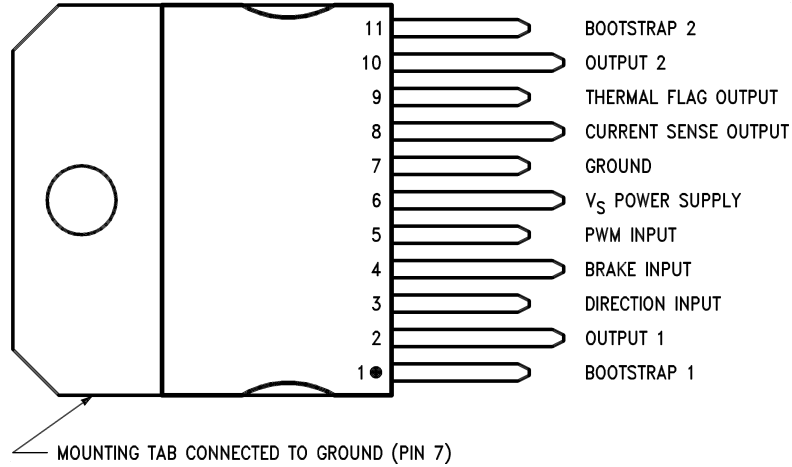 11 BOOTSTRAP 2
10 OUTPUT 2
9 THERMAL FLAG OUTPUT
8 CURRENT SENSE OUTPUT
7 GROUND
6 VS POWER SUPPLY
5 PWM INPUT
4 BRAKE INPUT
3 DIRECTION INPUT
2 OUTPUT 1
1 BOOTSTRAP 1
MOUNTING TAB CONNECTED TO GROUND (PIN 7)